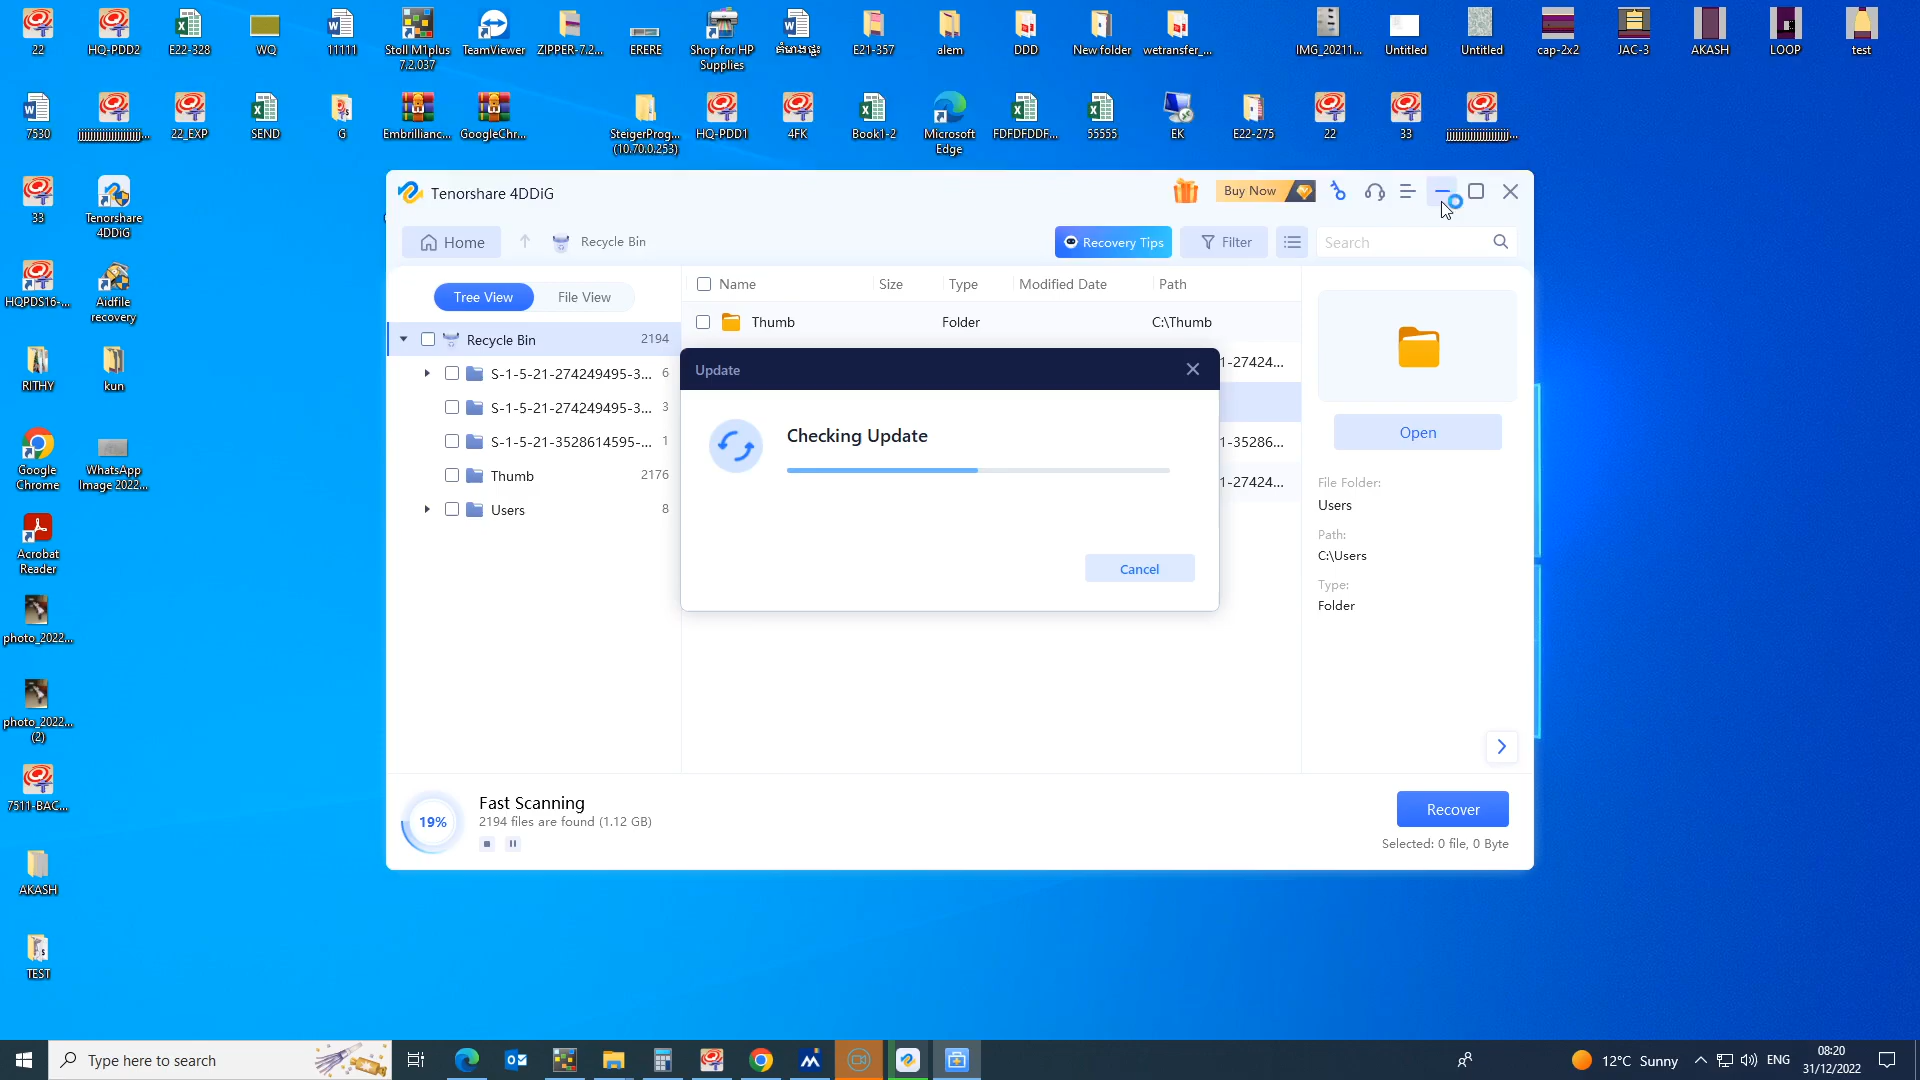 22
HQ-PDD2
E22-328
WQ
11111
Stoll M1plus
7.2.037
TeamViewer
ZIPPER-7.2...
ERERE
Shop for HP
Supplies
តំមោងផ្ទះ
E21-357
alem
DDD
New folder
wetransfer_...
IMG_20211...
Untitled
Untitled
cap-2x2
JAC-3
AKASH
LOOP
test
7530
22_EXP
SEND
G
Embrillianc...
GoogleChr...
SteigerProg...
(10.70.0.253)
HQ-PDD1
4FK
Book1-2
Microsoft
Edge
FDFDFDDF...
55555
EK
E22-275
22
33
33
Tenorshare
4DDiG
HQPDS16-...
Aidfile
recovery
RITHY
kun
Google
Chrome
WhatsApp
Image 2022...
Acrobat
Reader
photo_2022...
photo_2022...
(2)
7511-BAC...
AKASH
TEST
Tenorshare 4DDiG
Buy Now
Home
Recycle Bin
Recovery Tips
Filter
Search
Tree View
File View
Name
Size
Type
Modified Date
Path
Recycle Bin
2194
S-1-5-21-274249495-3...
6
S-1-5-21-274249495-3...
3
S-1-5-21-3528614595-...
1
Thumb
2176
Users
8
Thumb
Folder
C:\Thumb
1-27424...
1-35286...
1-27424...
Update
Checking Update
Cancel
Open
File Folder:
Users
Path:
C:\Users
Type:
Folder
19%
Fast Scanning
2194 files are found (1.12 GB)
Recover
Selected: 0 file, 0 Byte
Type here to search
12°C Sunny
ENG
08:20
31/12/2022